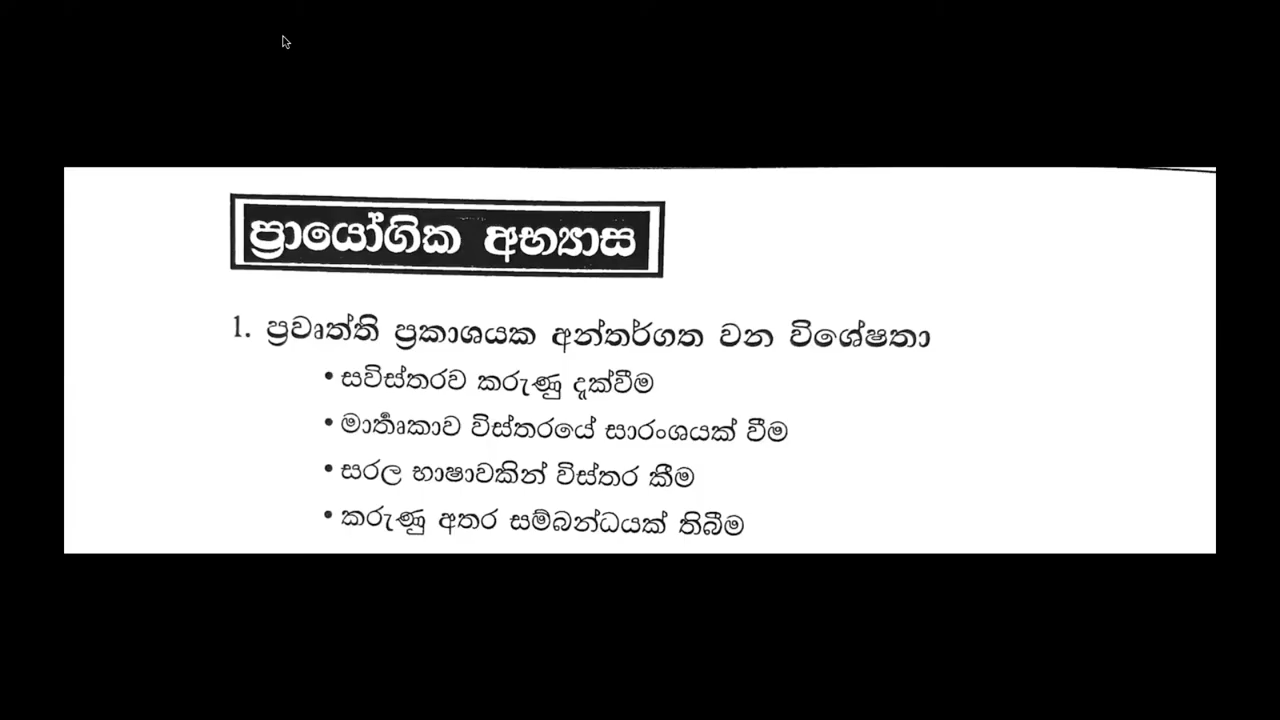 ප්‍රායෝගික අභ්‍යාස
1. ප්‍රවෘත්ති ප්‍රකාශයක අන්තර්ගත වන විශේෂතා
• සවිස්තරව කරුණු දැක්වීම
• මාතෘකාව විස්තරයේ සාරංශයක් වීම
• සරල භාෂාවකින් විස්තර කීම
• කරුණු අතර සම්බන්ධයක් තිබීම